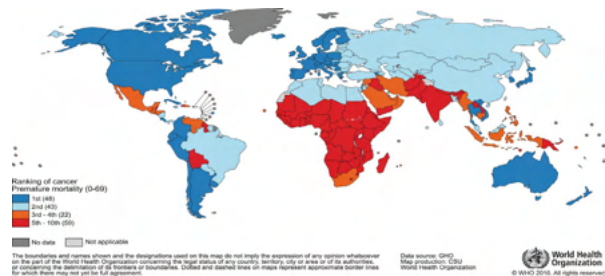 Ranking of cancer
Premature mortality (0-69)
1st (48)
2nd (43)
3rd - 4th (22)
5th - 10th (59)
No data
Not applicable
The boundaries and names shown and the designations used on this map do not imply the expression of any opinion whatsoever
on the part of the World Health Organization concerning the legal status of any country, territory, city or area or of its authorities,
or concerning the delimitation of its frontiers or boundaries. Dotted and dashed lines on maps represent approximate border lines
for which there may not yet be full agreement.
Data source: GHO
Map production: CSU
World Health Organization
World Health
Organization
© WHO 2018. All rights reserved.